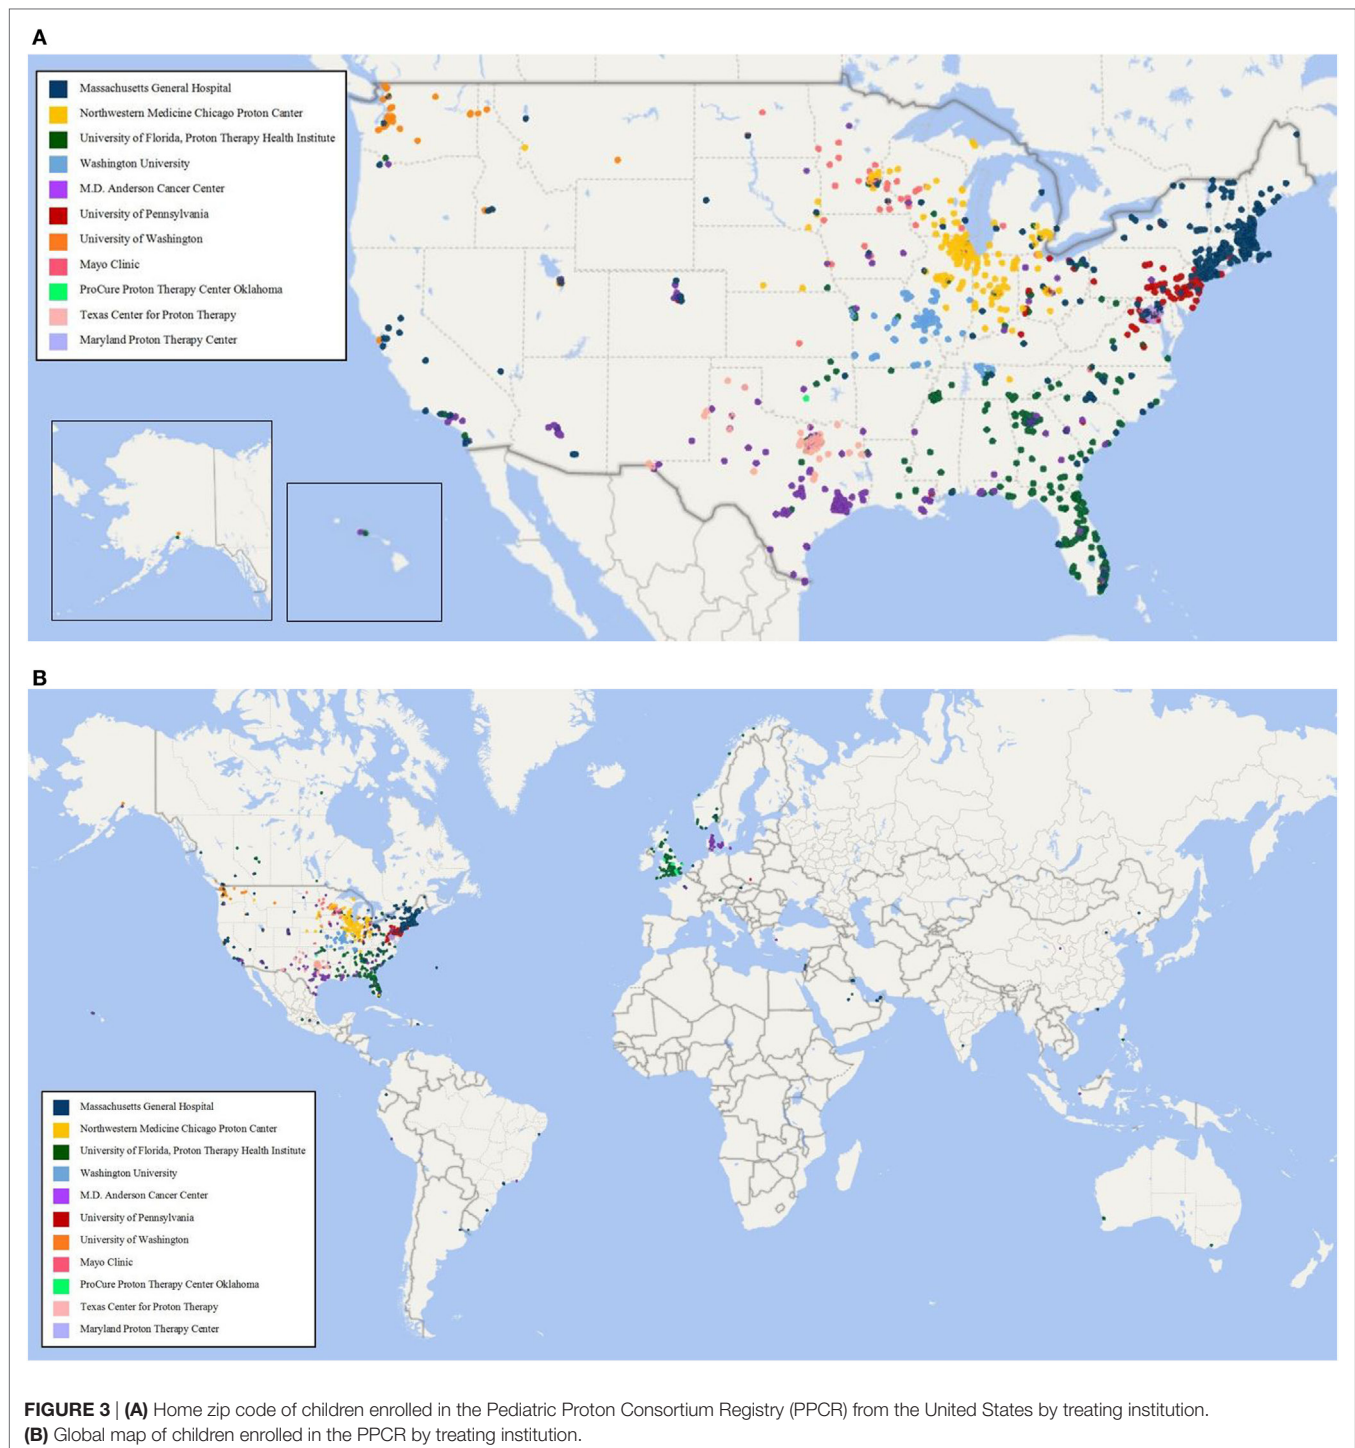 A
Massachusetts General Hospital
Northwestern Medicine Chicago Proton Canter
University of Florida, Proton Therapy Health Institute
Washington University
M.D. Anderson Cancer Center
University of Pennsylvania
University of Washington
Mayo Clinic
ProCure Proton Therapy Center Oklahoma
Texas Center for Proton Therapy
Maryland Proton Therapy Center
B
Massachusetts General Hospital
Northwestern Medicine Chicago Proton Canter
University of Florida, Proton Therapy Health Institute
Washington University
M.D. Anderson Cancer Center
University of Pennsylvania
University of Washington
Mayo Clinic
ProCure Proton Therapy Center Oklahoma
Texas Center for Proton Therapy
Maryland Proton Therapy Center
FIGURE 3 | (A) Home zip code of children enrolled in the Pediatric Proton Consortium Registry (PPCR) from the United States by treating institution.
(B) Global map of children enrolled in the PPCR by treating institution.